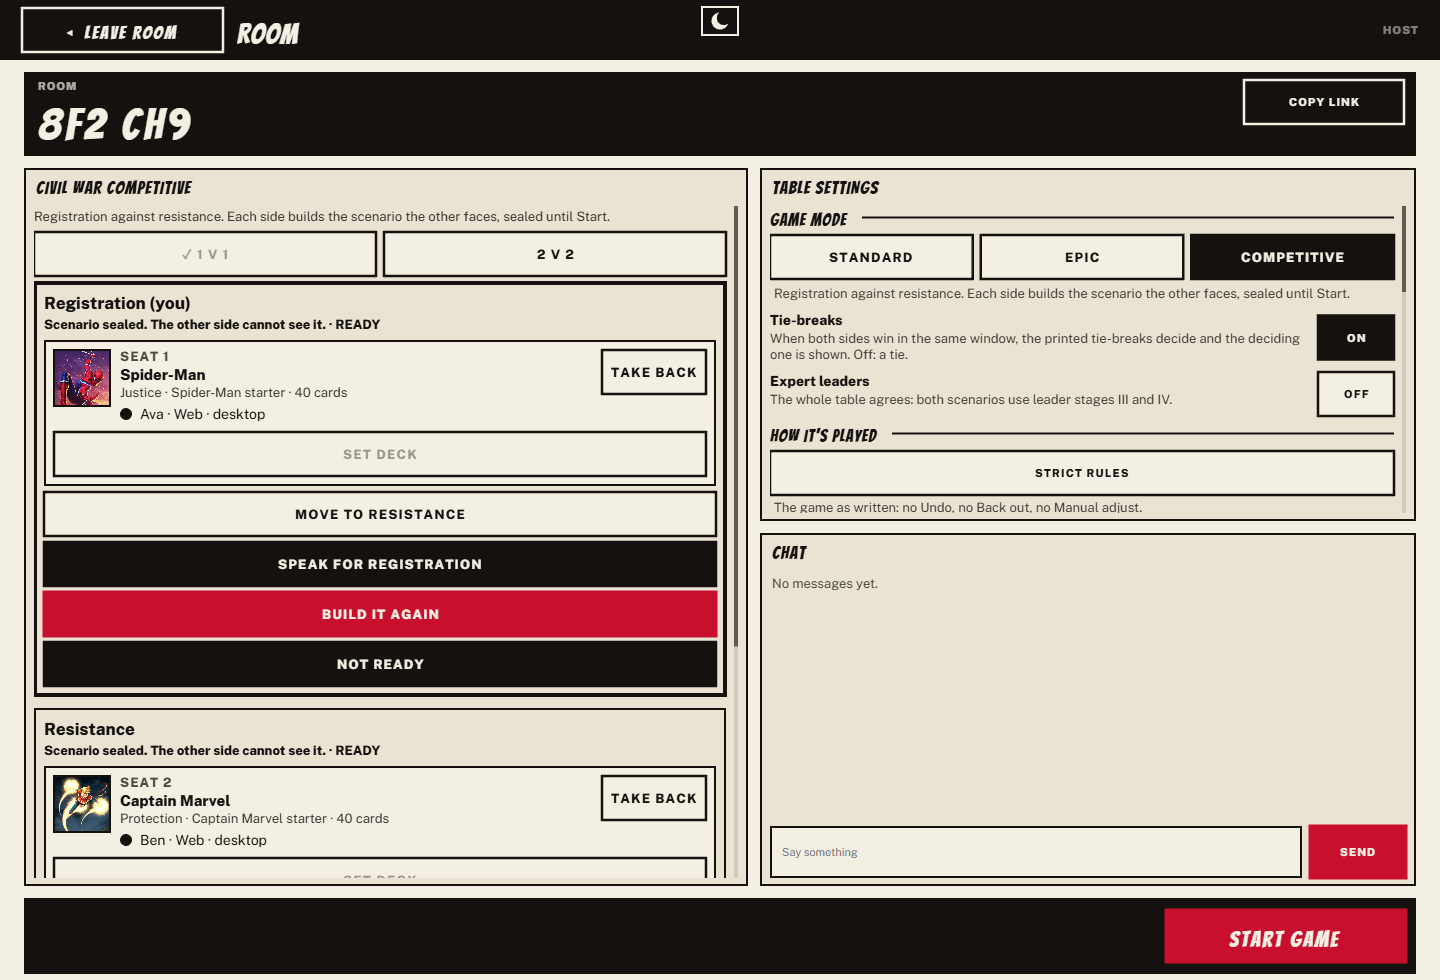 ◂ LEAVE ROOM
ROOM
HOST
ROOM
8F2 CH9
COPY LINK
CIVIL WAR COMPETITIVE
Registration against resistance. Each side builds the scenario the other faces, sealed until Start.
✓ 1 V 1
2 V 2
Registration (you)
Scenario sealed. The other side cannot see it. · READY
SEAT 1
Spider-Man
Justice · Spider-Man starter · 40 cards
Ava · Web · desktop
TAKE BACK
SET DECK
MOVE TO RESISTANCE
SPEAK FOR REGISTRATION
BUILD IT AGAIN
NOT READY
Resistance
Scenario sealed. The other side cannot see it. · READY
SEAT 2
Captain Marvel
Protection · Captain Marvel starter · 40 cards
Ben · Web · desktop
TAKE BACK
SET DECK
TABLE SETTINGS
GAME MODE
STANDARD
EPIC
COMPETITIVE
Registration against resistance. Each side builds the scenario the other faces, sealed until Start.
Tie-breaks
When both sides win in the same window, the printed tie-breaks decide and the deciding
one is shown. Off: a tie.
ON
Expert leaders
The whole table agrees: both scenarios use leader stages III and IV.
OFF
HOW IT'S PLAYED
STRICT RULES
The game as written: no Undo, no Back out, no Manual adjust.
CHAT
No messages yet.
Say something
SEND
START GAME